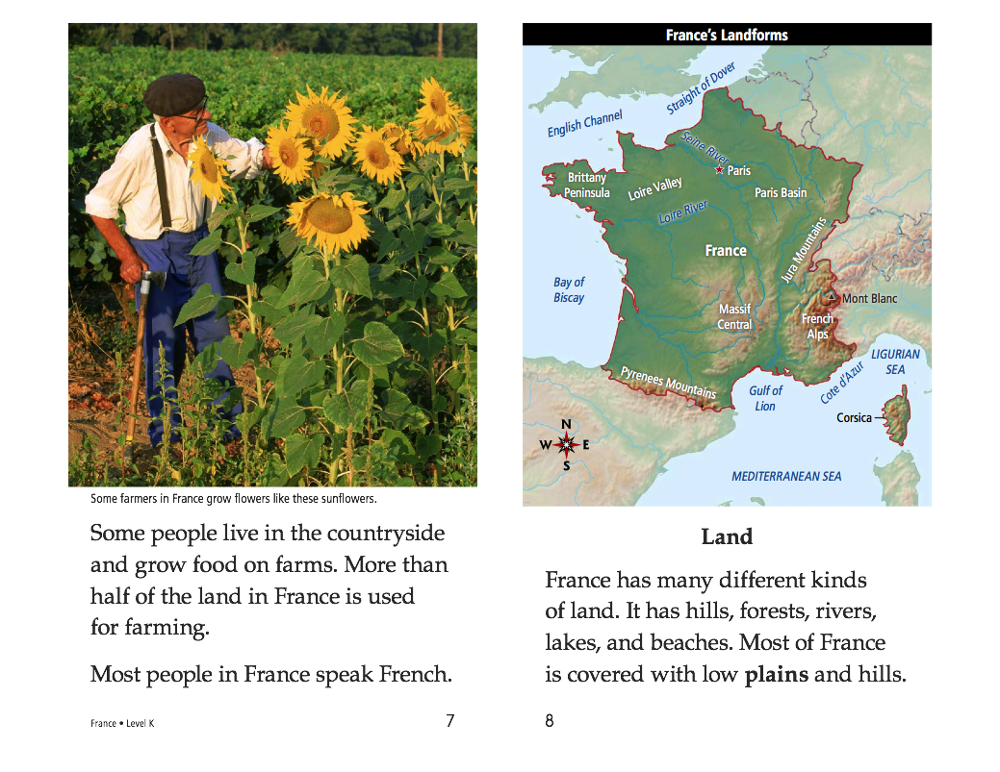 Some farmers in France grow flowers like these sunflowers.
Some people live in the countryside
and grow food on farms. More than
half of the land in France is used
for farming.
Most people in France speak French.
France • Level K
7
France's Landforms
Straight of Dover
English Channel
Seine River
Paris
Brittany
Peninsula
Loire Valley
Paris Basin
Loire River
France
Jura Mountains
Bay of
Biscay
Mont Blanc
Massif
Central
French
Alps
LIGURIAN
SEA
Pyrenees Mountains
Gulf of
Lion
Cote d'Azur
Corsica
N
W
E
S
MEDITERRANEAN SEA
Land
France has many different kinds
of land. It has hills, forests, rivers,
lakes, and beaches. Most of France
is covered with low plains and hills.
8